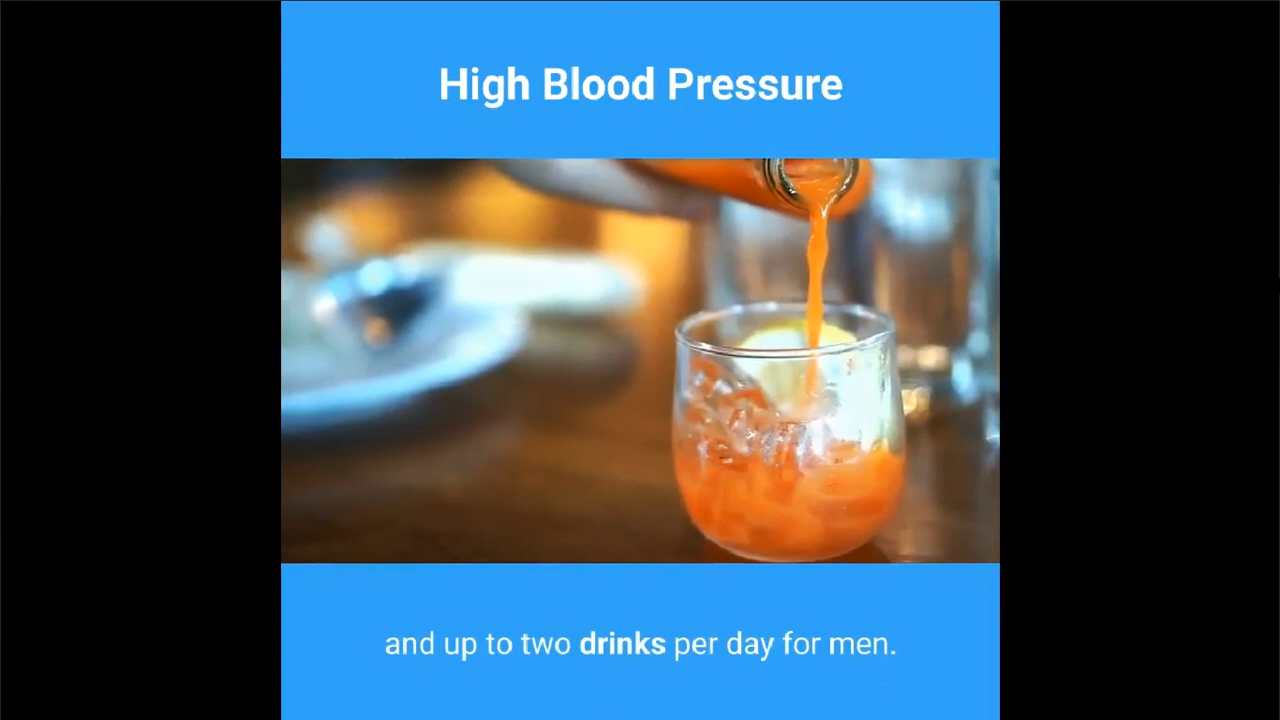 High Blood Pressure
and up to two drinks per day for men.